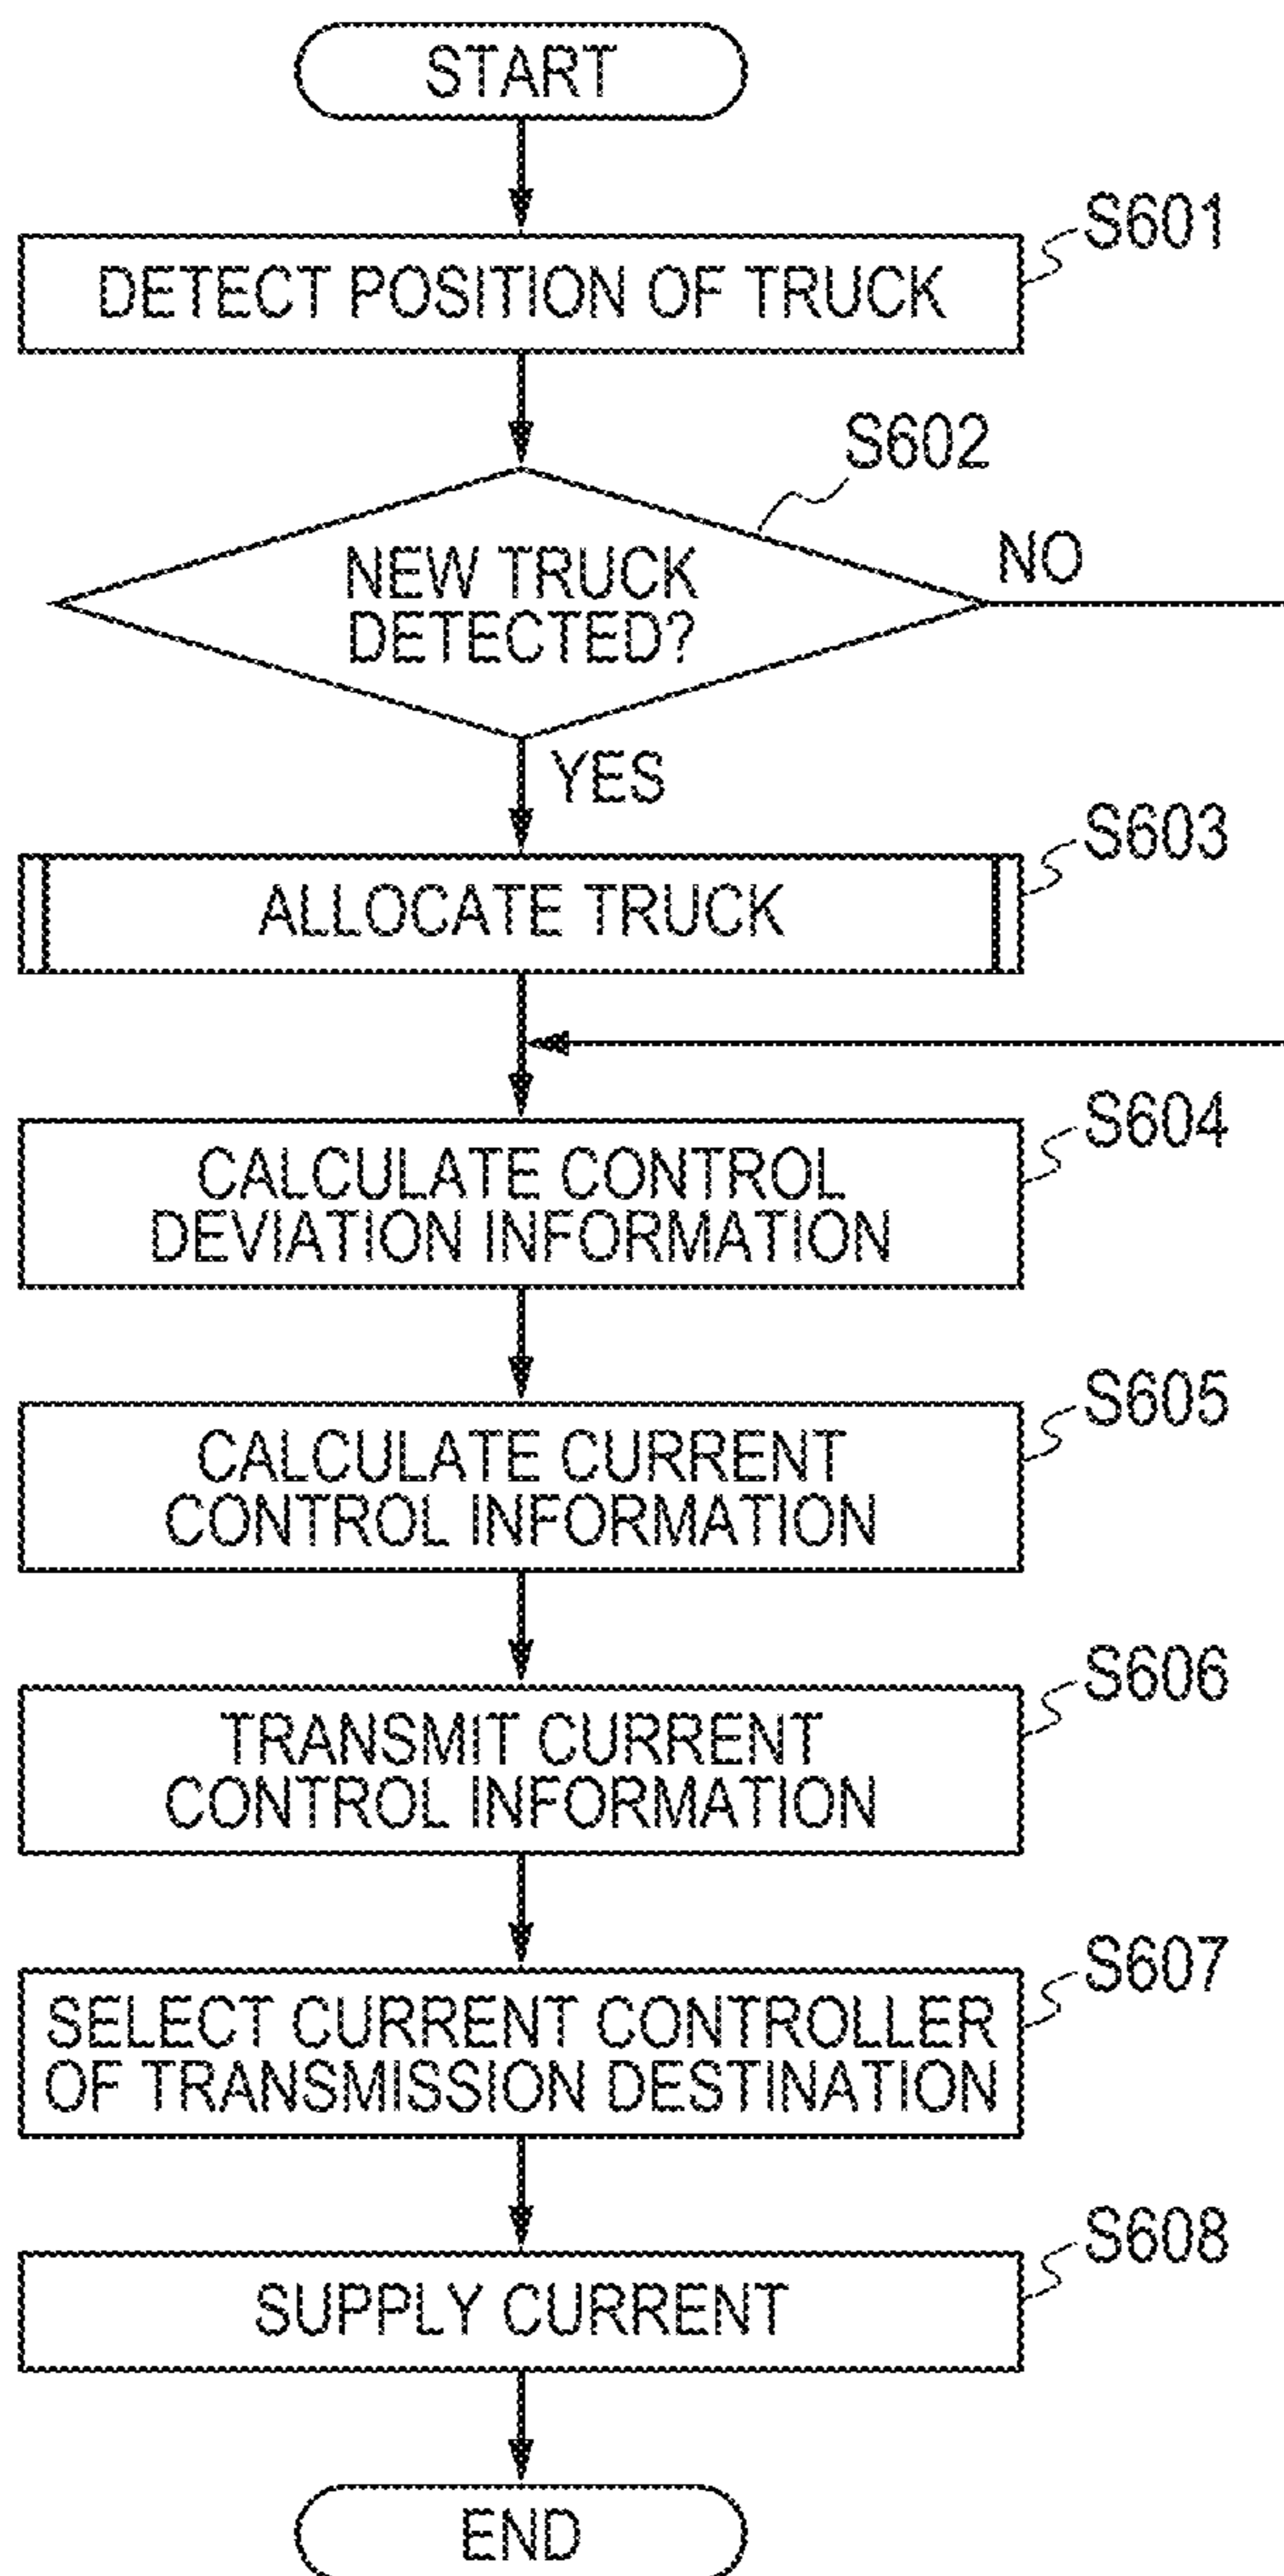 START
S601
DETECT POSITION OF TRUCK
S602
NEW TRUCK
DETECTED?
NO
YES
S603
ALLOCATE TRUCK
S604
CALCULATE CONTROL
DEVIATION INFORMATION
S605
CALCULATE CURRENT
CONTROL INFORMATION
S606
TRANSMIT CURRENT
CONTROL INFORMATION
S607
SELECT CURRENT CONTROLLER
OF TRANSMISSION DESTINATION
S608
SUPPLY CURRENT
END